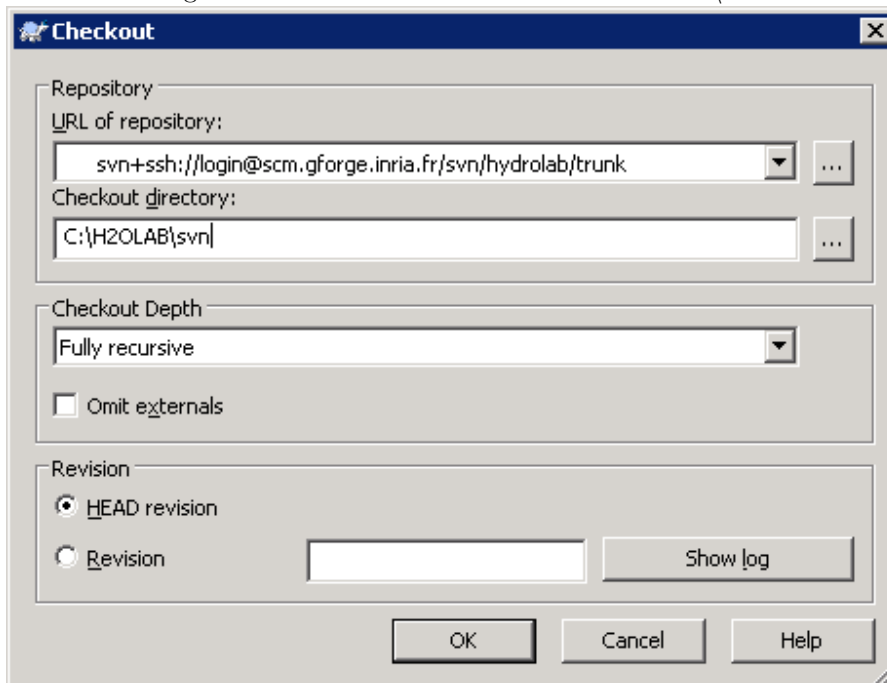 Checkout
Repository
URL of repository:
svn+ssh://login@scm.gforge.inria.fr/svn/hydrolab/trunk
...
Checkout directory:
C:\H2OLAB\svn
...
Checkout Depth
Fully recursive
Omit externals
Revision
HEAD revision
Revision
Show log
OK Cancel Help